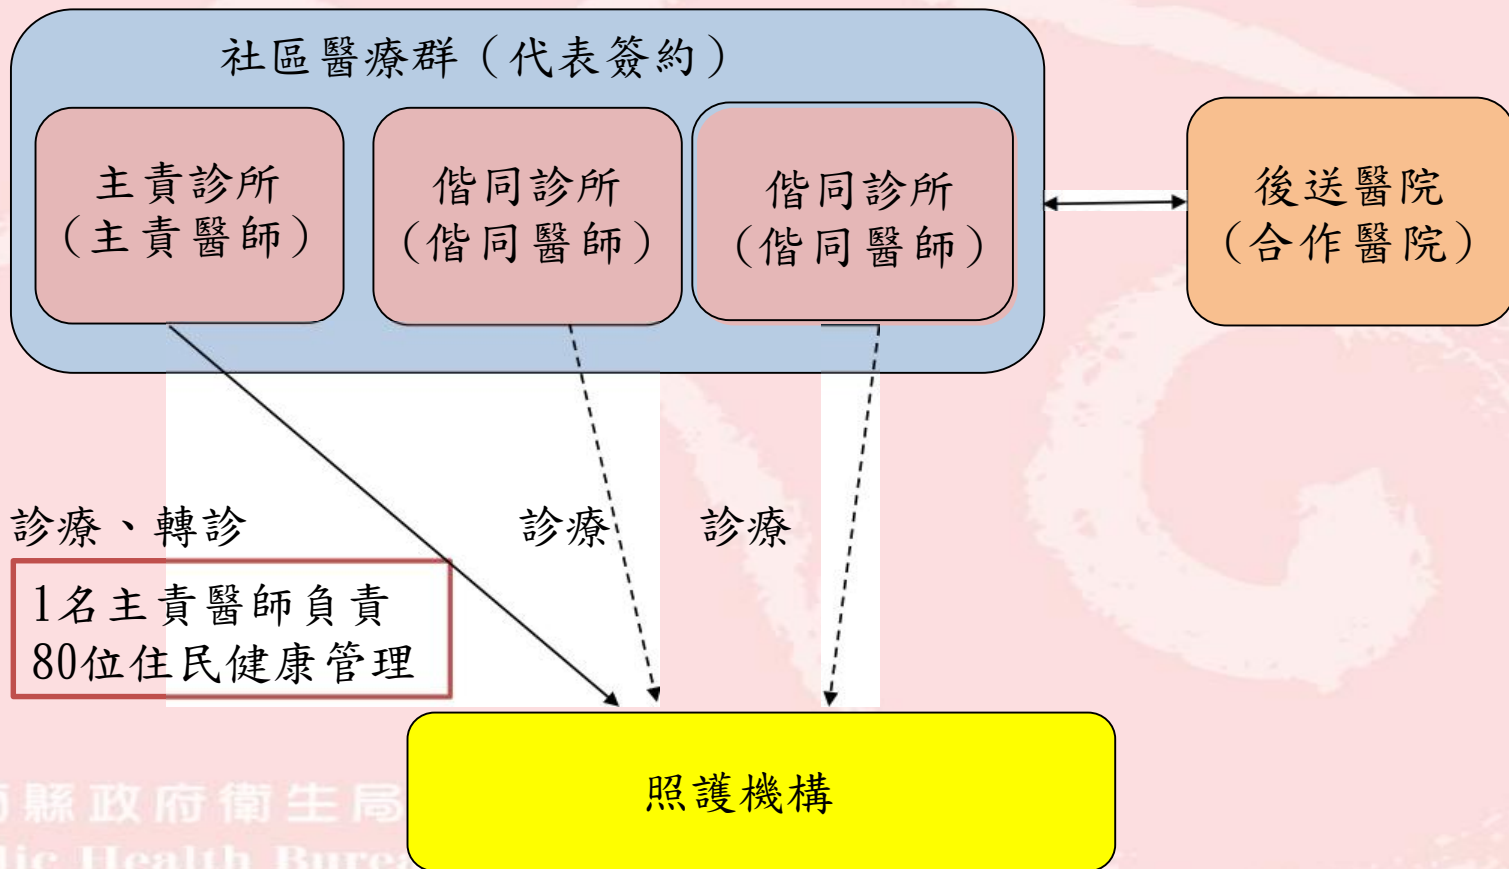 社區醫療群（代表簽約）
主責診所
（主責醫師）
偕同診所
（偕同醫師）
偕同診所
（偕同醫師）
後送醫院
（合作醫院）
診療、轉診
診療
診療
1名主責醫師負責
80位住民健康管理
照護機構
縣政府衛生局
Health